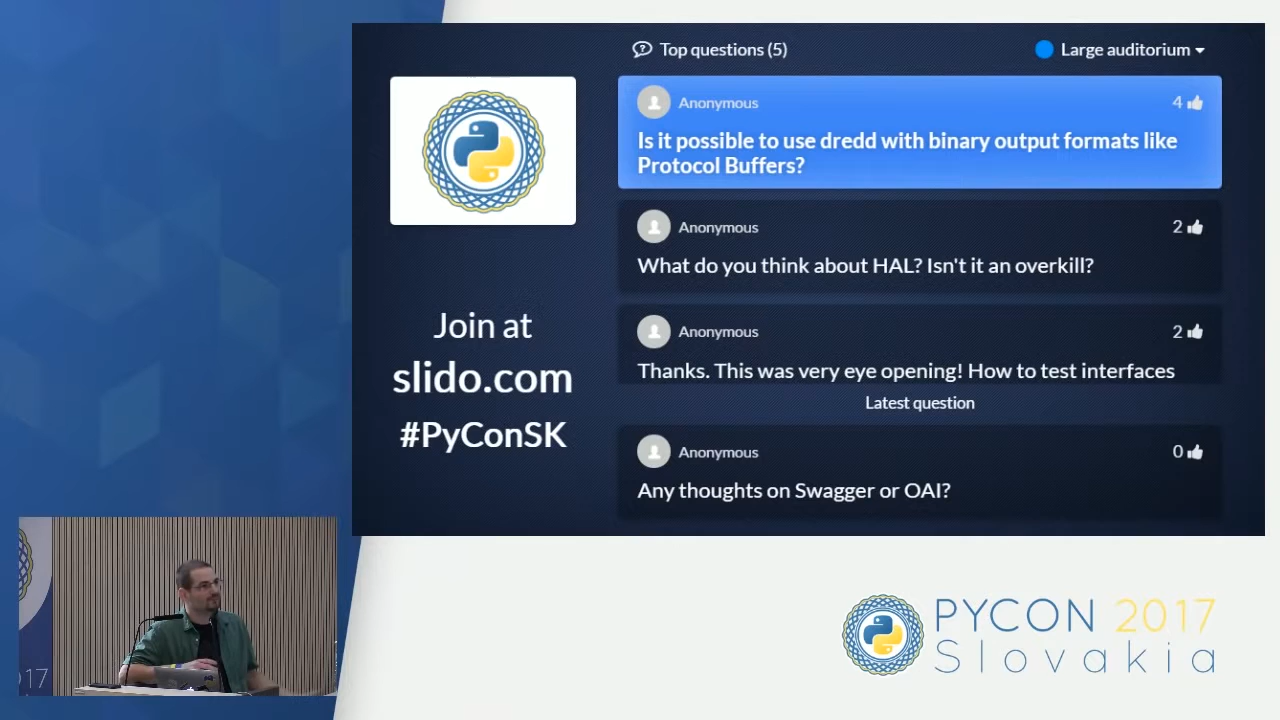 Top questions (5)
Large auditorium
Anonymous
4
Is it possible to use dredd with binary output formats like
Protocol Buffers?
Anonymous
2
What do you think about HAL? Isn't it an overkill?
Anonymous
2
Thanks. This was very eye opening! How to test interfaces
Latest question
Anonymous
0
Any thoughts on Swagger or OAI?
Join at
slido.com
#PyConSK
PYCON 2017
Slovakia
17